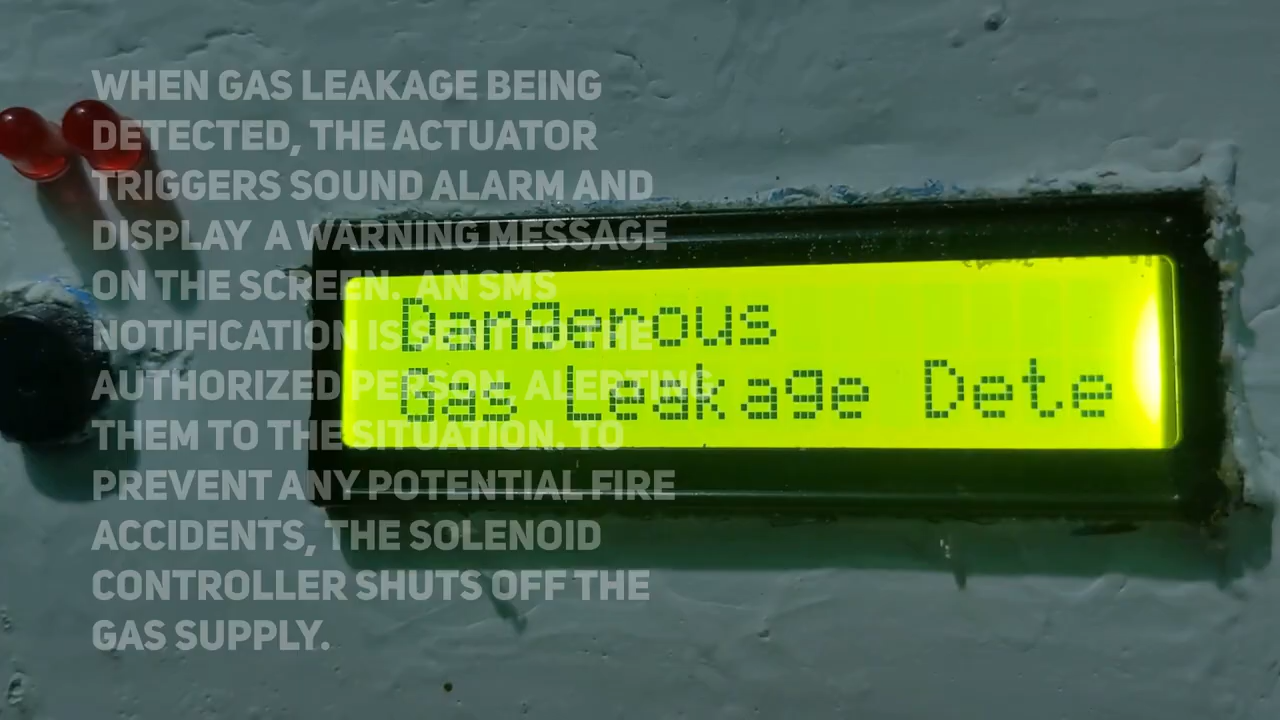 WHEN GAS LEAKAGE BEING
DETECTED, THE ACTUATOR
TRIGGERS SOUND ALARM AND
DISPLAY A WARNING MESSAGE
ON THE SCREEN. AN SMS
NOTIFICATION IS SENT TO THE
AUTHORIZED PERSON, ALERTING
THEM TO THE SITUATION. TO
PREVENT ANY POTENTIAL FIRE
ACCIDENTS, THE SOLENOID
CONTROLLER SHUTS OFF THE
GAS SUPPLY.
Dangerous
Gas Leakage Dete